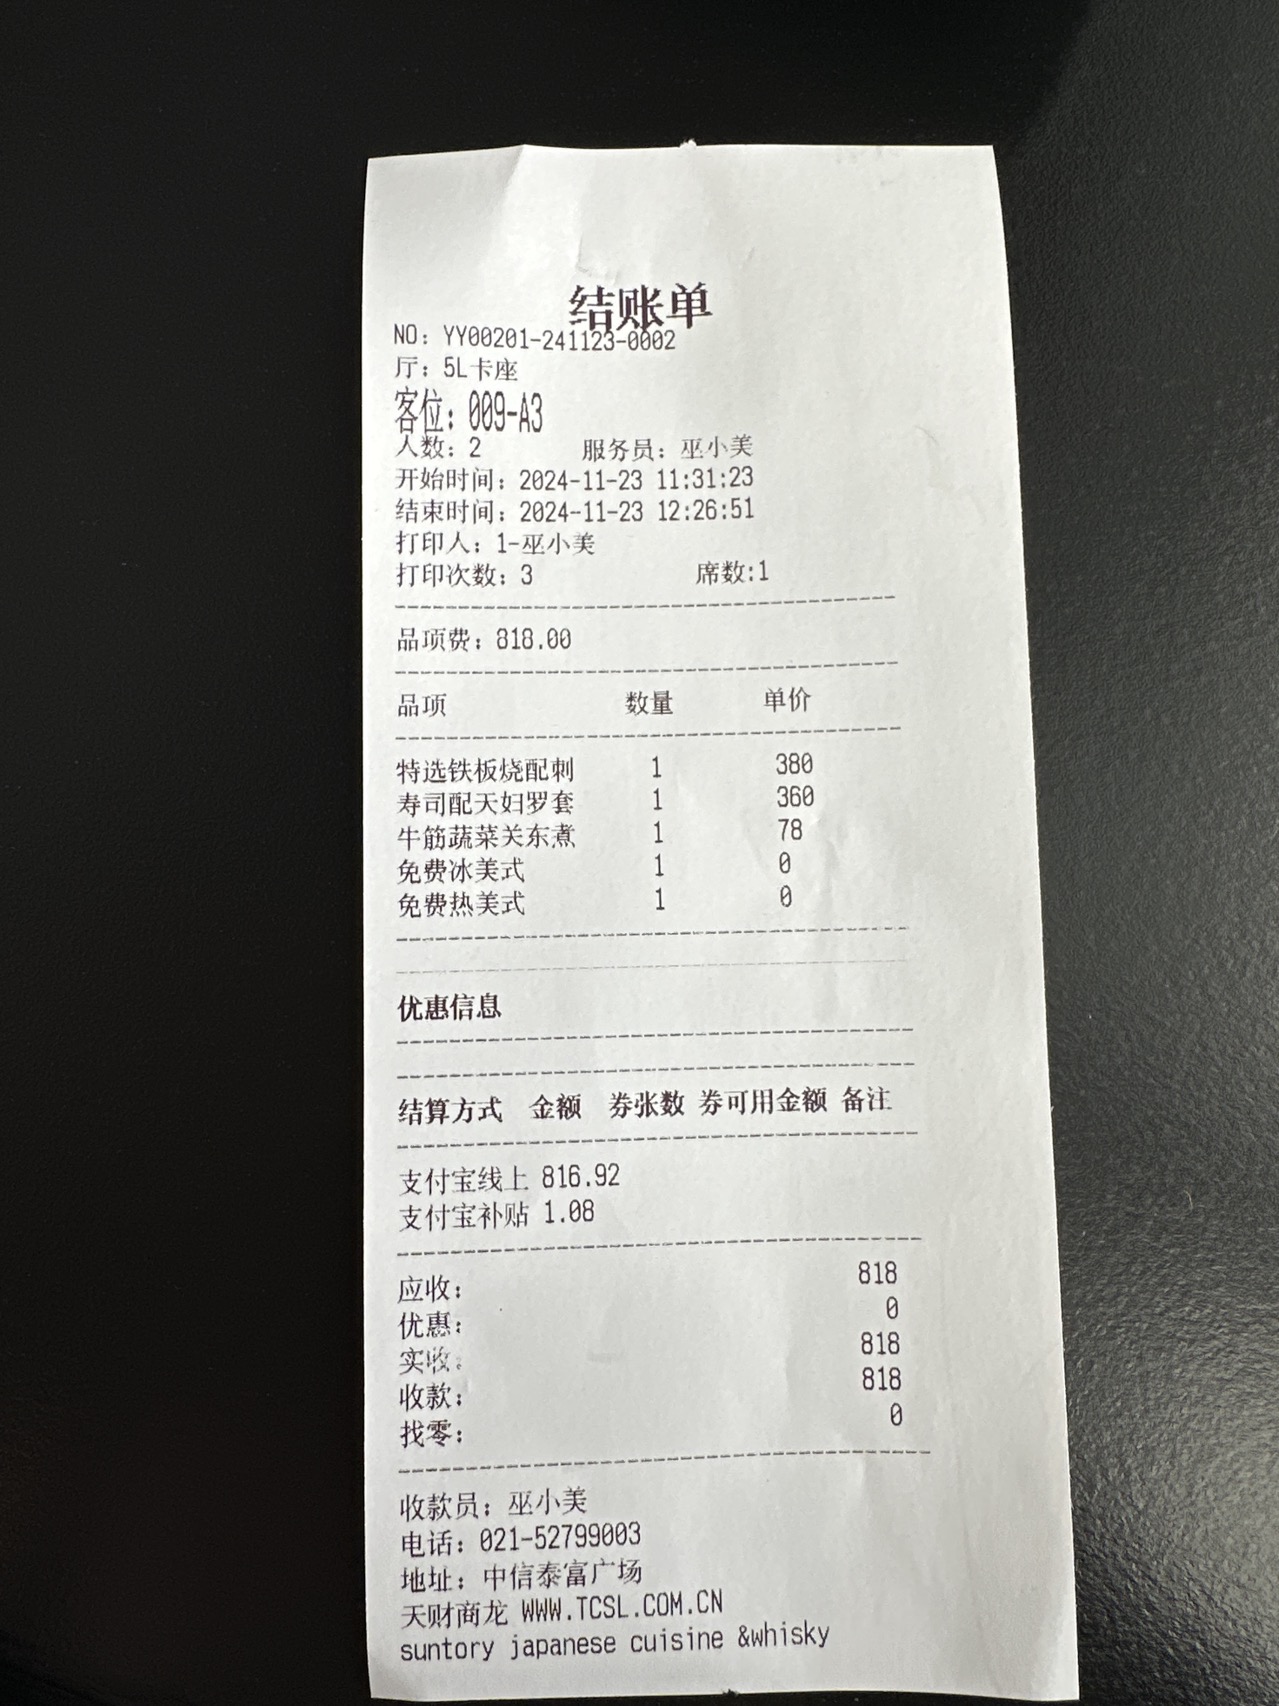 结账单
NO: YY00201-241123-0002
厅: 5L卡座
客位: 009-A3
人数: 2 服务员: 巫小美
开始时间: 2024-11-23 11:31:23
结束时间: 2024-11-23 12:26:51
打印人: 1-巫小美
打印次数: 3 席数:1
品项费: 818.00
品项 数量 单价
特选铁板烧配刺 1 380
寿司配天妇罗套 1 360
牛筋蔬菜关东煮 1 78
免费冰美式 1 0
免费热美式 1 0
优惠信息
结算方式 金额 券张数 券可用金额 备注
支付宝线上 816.92
支付宝补贴 1.08
应收: 818
优惠: 0
实收: 818
收款: 818
找零: 0
收款员: 巫小美
电话: 021-52799003
地址: 中信泰富广场
天财商龙 WWW.TCSL.COM.CN
suntory japanese cuisine &whisky